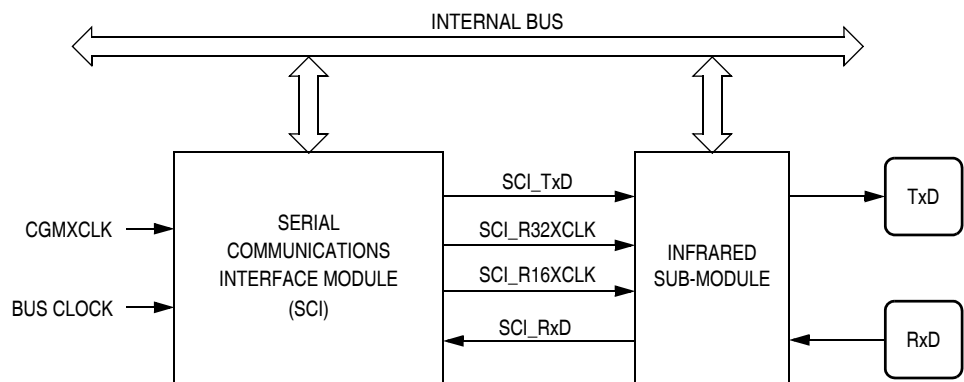 INTERNAL BUS
SCI_TxD
TxD
CGMXCLK
SERIAL
COMMUNICATIONS
INTERFACE MODULE
(SCI)
SCI_R32XCLK
INFRARED
SUB-MODULE
SCI_R16XCLK
BUS CLOCK
SCI_RxD
RxD